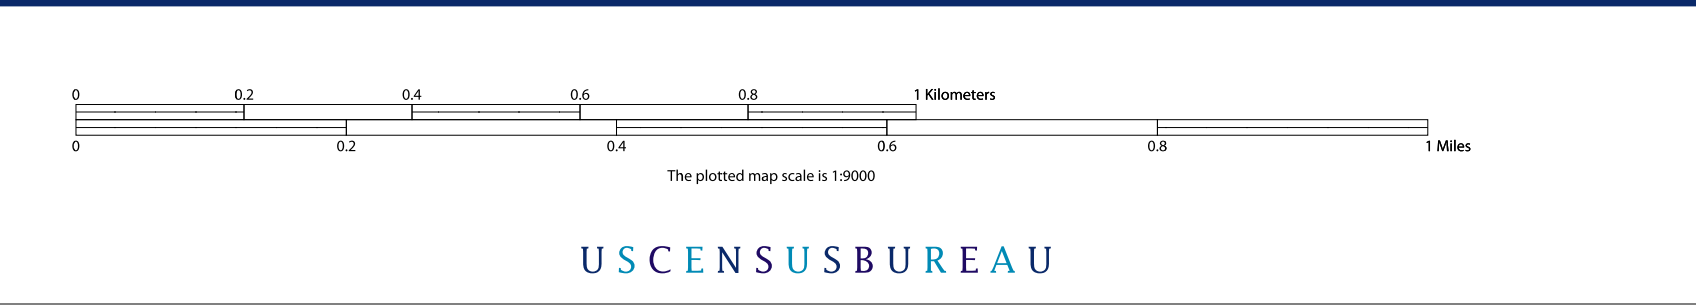 0 0.2 0.4 0.6 0.8 1 Kilometers
0 0.2 0.4 0.6 0.8 1 Miles
The plotted map scale is 1:9000
USCENSUSBUREAU